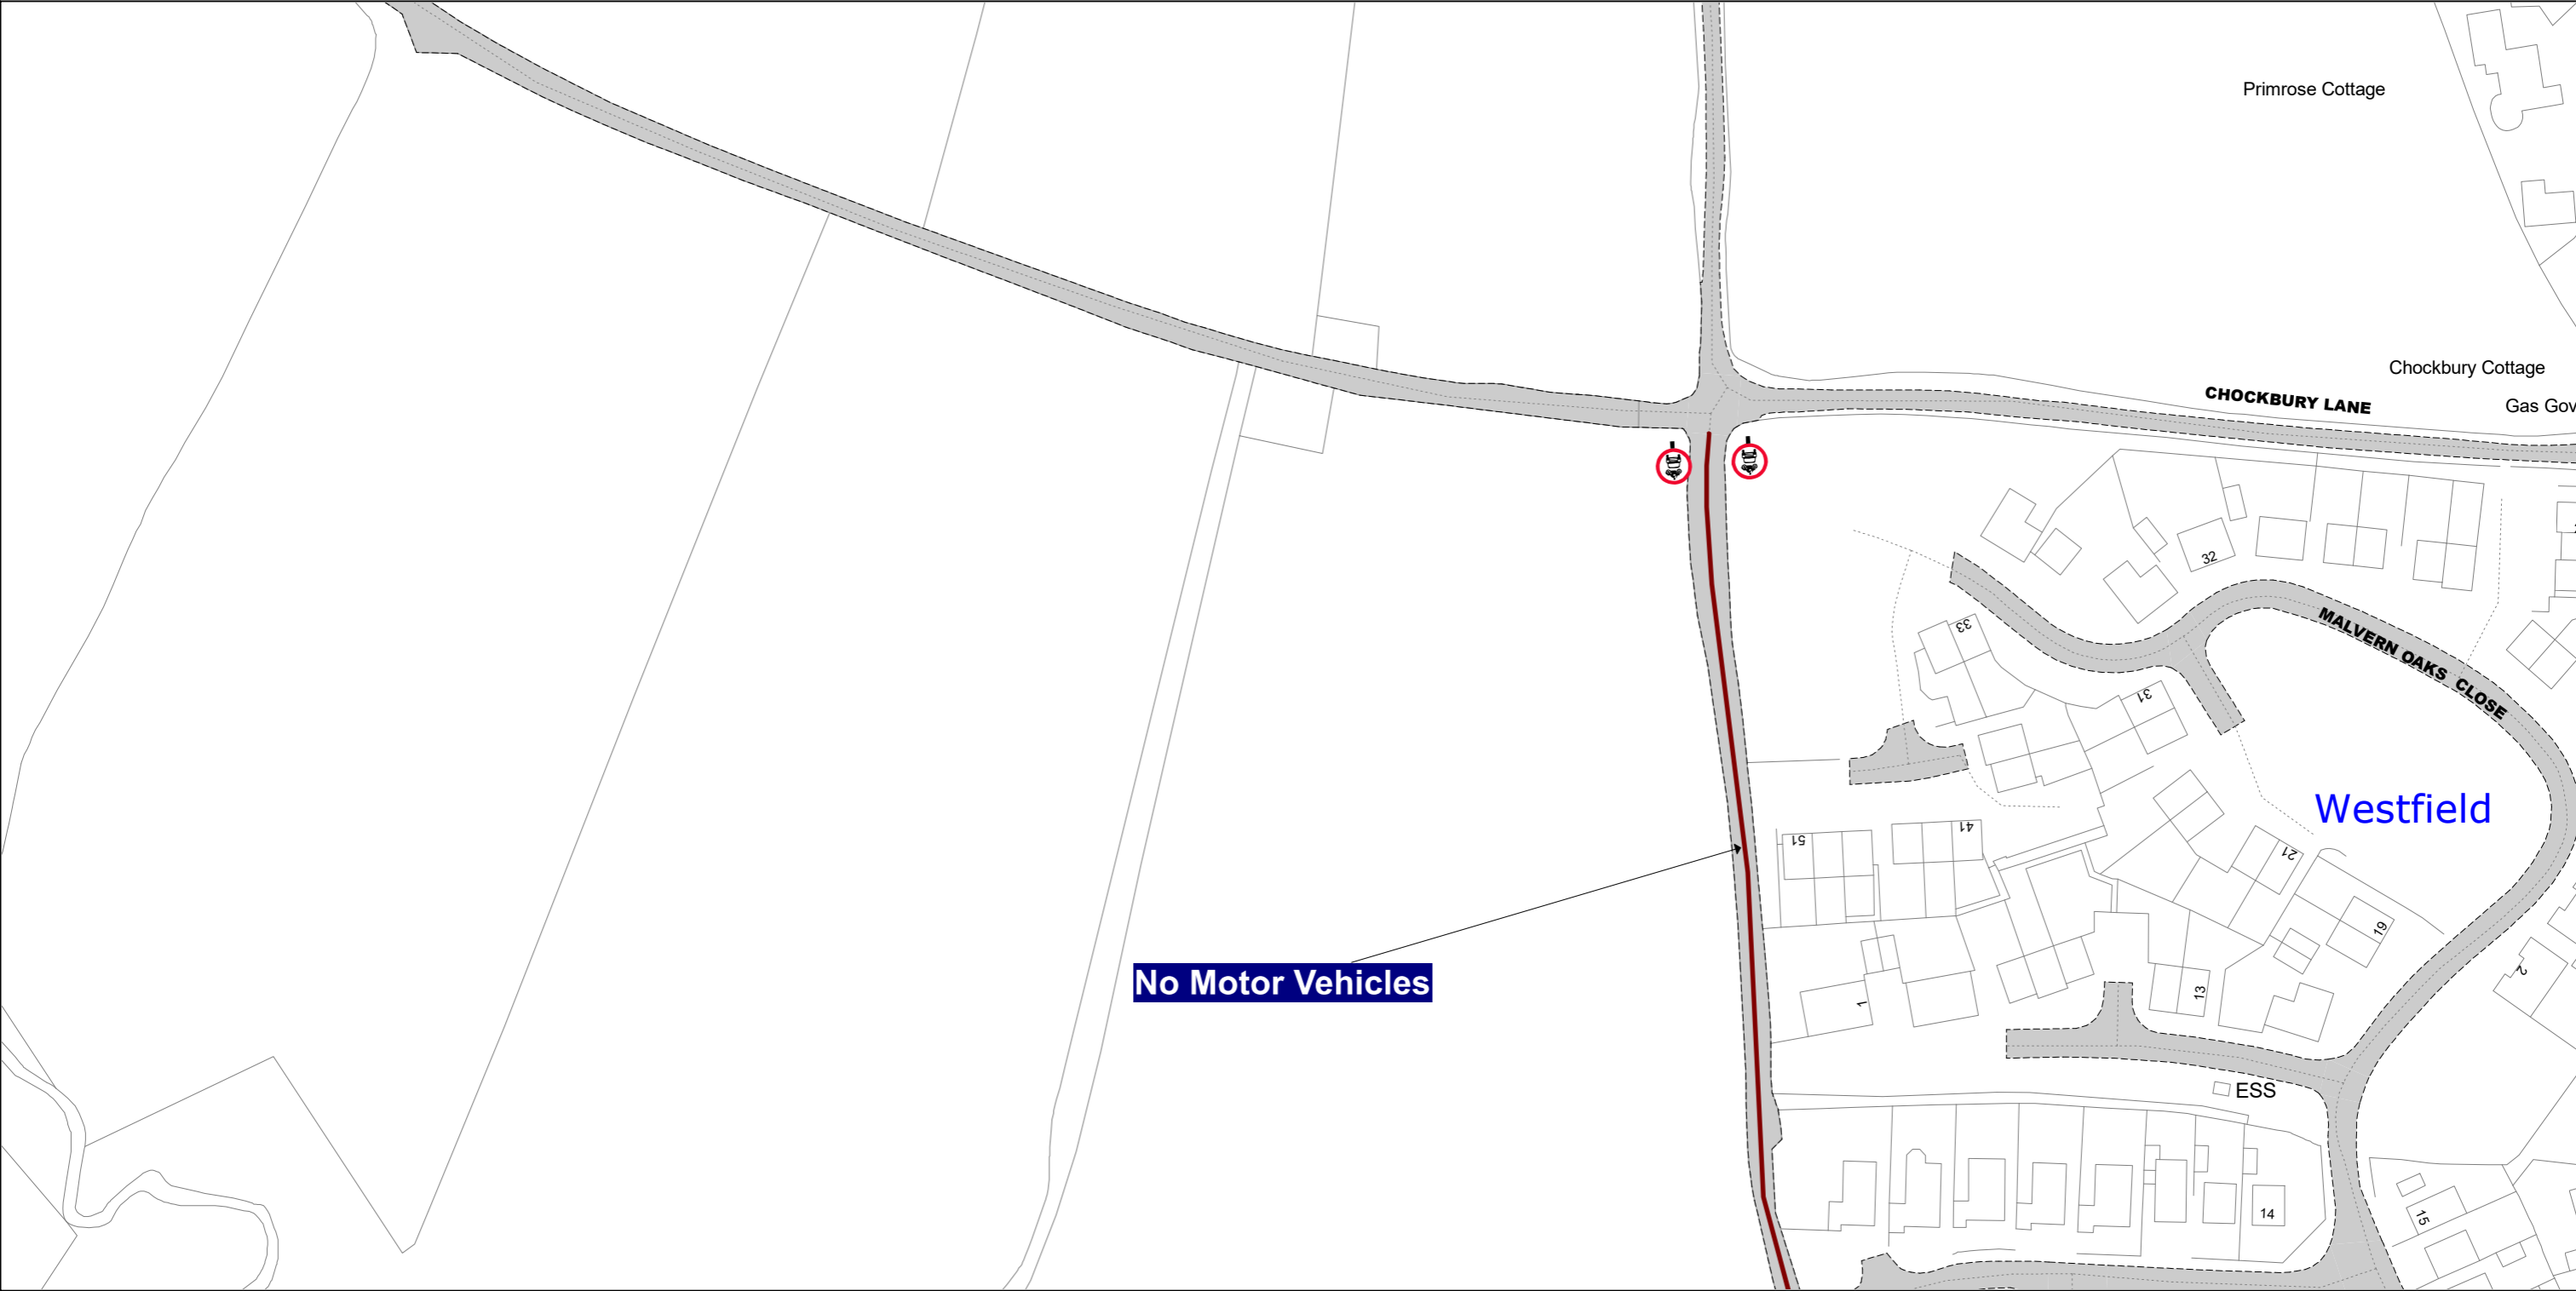 Primrose Cottage
Chockbury Cottage
CHOCKBURY LANE
Gas Gov
32
MALVERN OAKS CLOSE
33
31
Westfield
51
41
21
19
2
1
13
ESS
14
15
No Motor Vehicles